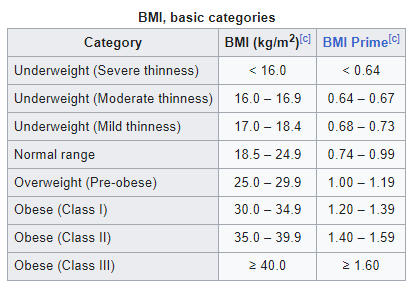 BMI, basic categories
Category BMI (kg/m²)[c] BMI Prime[c]
Underweight (Severe thinness) < 16.0 < 0.64
Underweight (Moderate thinness) 16.0 – 16.9 0.64 – 0.67
Underweight (Mild thinness) 17.0 – 18.4 0.68 – 0.73
Normal range 18.5 – 24.9 0.74 – 0.99
Overweight (Pre-obese) 25.0 – 29.9 1.00 – 1.19
Obese (Class I) 30.0 – 34.9 1.20 – 1.39
Obese (Class II) 35.0 – 39.9 1.40 – 1.59
Obese (Class III) ≥ 40.0 ≥ 1.60